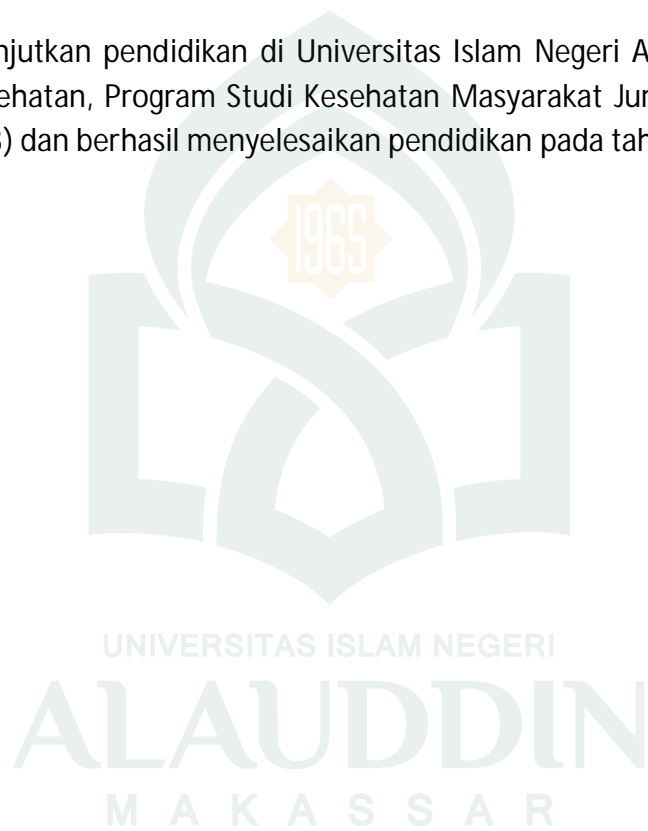 njutkan pendidikan di Universitas Islam Negeri A
ehatan, Program Studi Kesehatan Masyarakat Jur
) dan berhasil menyelesaikan pendidikan pada tah
1965
UNIVERSITAS ISLAM NEGERI
ALAUDDIN
MAKASSAR